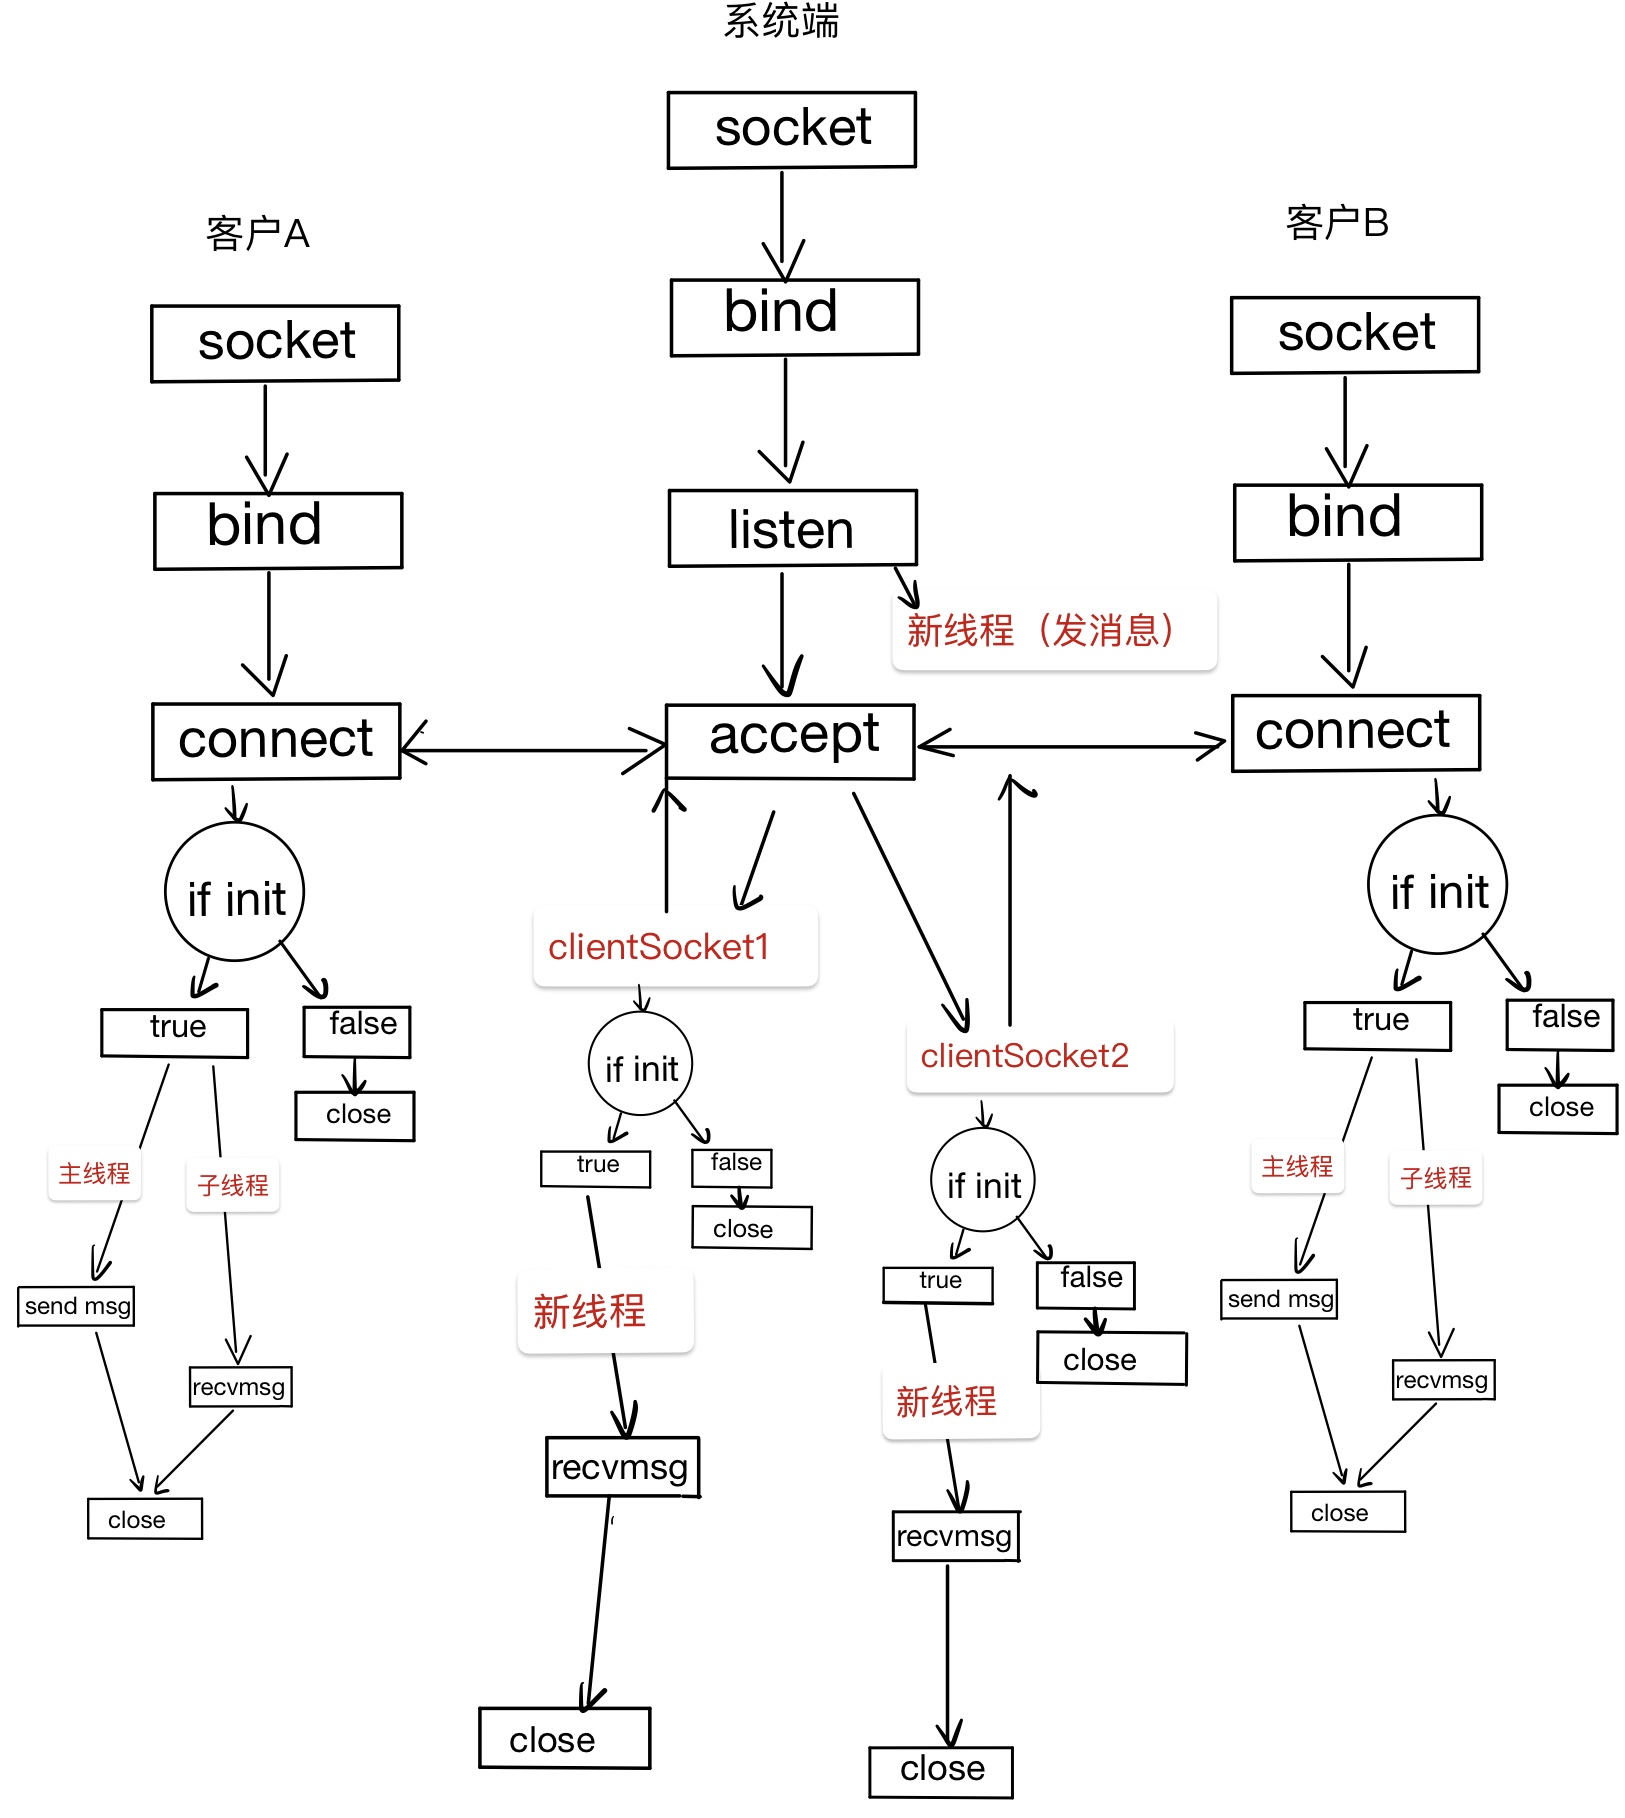 系统端
socket
bind
listen
新线程（发消息）
accept
客户A
socket
bind
connect
if init
true
false
close
主线程
子线程
send msg
recvmsg
close
clientSocket1
if init
true
false
close
新线程
recvmsg
close
clientSocket2
if init
true
false
close
新线程
recvmsg
close
客户B
socket
bind
connect
if init
true
false
close
主线程
子线程
send msg
recvmsg
close